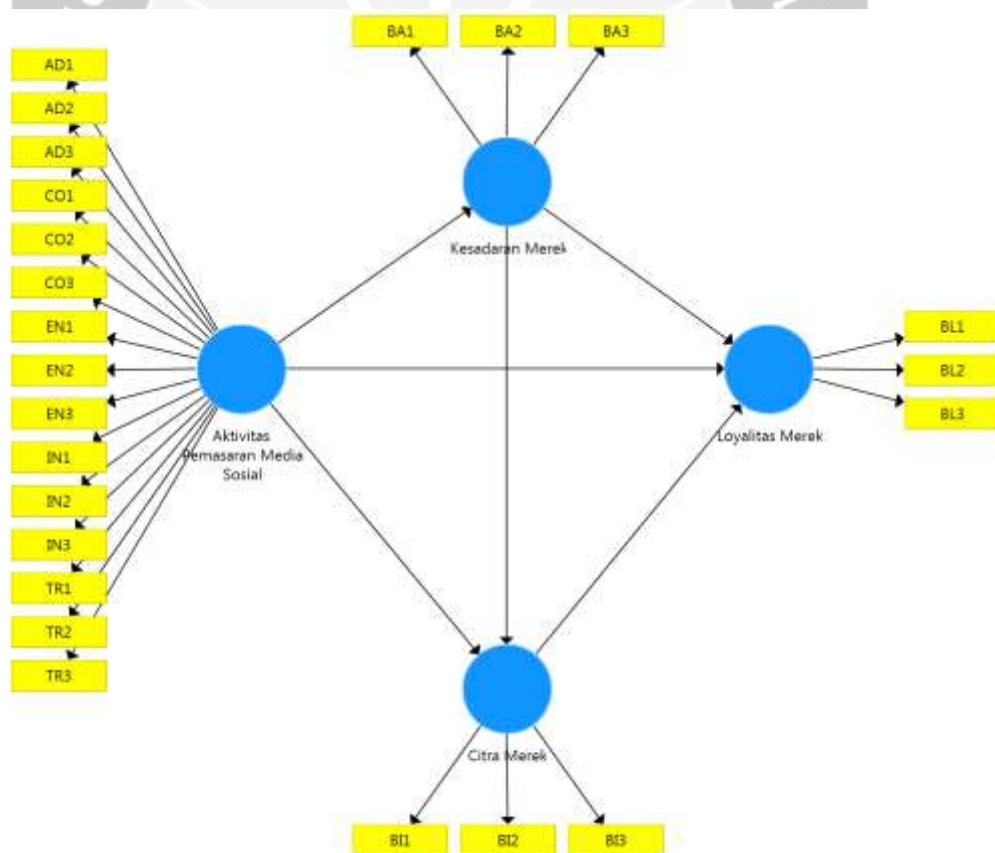 BA1
BA2
BA3
AD1
AD2
AD3
CO1
CO2
CO3
EN1
EN2
EN3
IN1
IN2
IN3
TR1
TR2
TR3
Kesadaran Merek
Aktivitas
Pemasaran Media
Sosial
Loyalitas Merek
BL1
BL2
BL3
Citra Merek
BI1
BI2
BI3